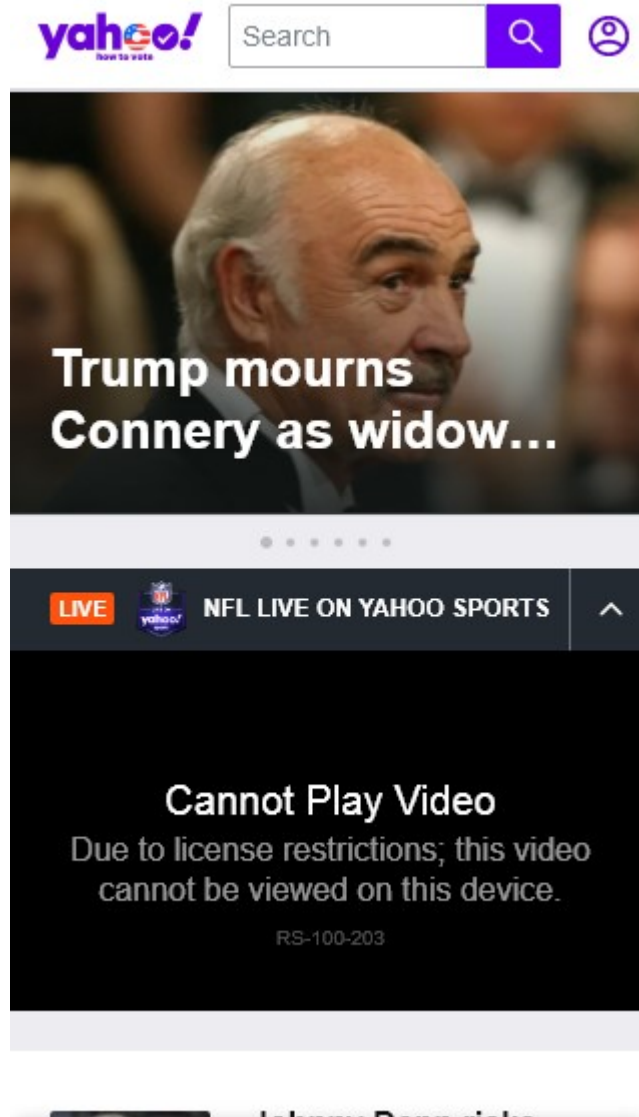 yahoo!
how to vote
Search
Trump mourns
Connery as widow...
LIVE
NFL LIVE ON YAHOO SPORTS
Cannot Play Video
Due to license restrictions; this video
cannot be viewed on this device.
RS-100-203